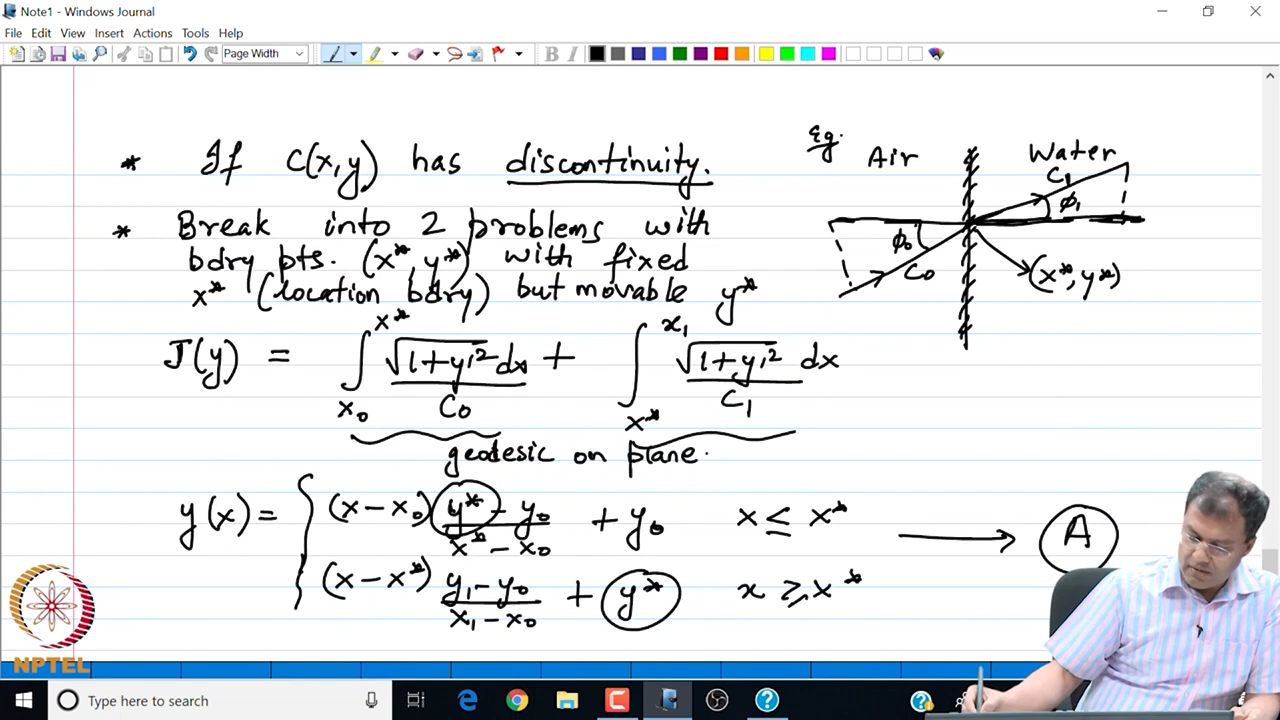 Note1 - Windows Journal
File Edit View Insert Actions Tools Help
Page Width
B I
* If C(x,y) has discontinuity.
Eg. Air Water
C₁
ϕ₁
ϕ₀
C₀
(x*, y*)
* Break into 2 problems with
bdry pts. (x*, y*) with fixed
x* (location bdry) but movable y*
J(y) = ∫_{x₀}^{x*} √(1+y'²) dx / C₀ + ∫_{x*}^{x₁} √(1+y'²) / C₁ dx
geodesic on plane.
y(x) = { (x-x₀) (y* - y₀)/(x* - x₀) + y₀ x ≤ x* → A
(x-x*) (y₁-y₀)/(x₁-x₀) + y* x ≥ x*
NPTEL
Type here to search